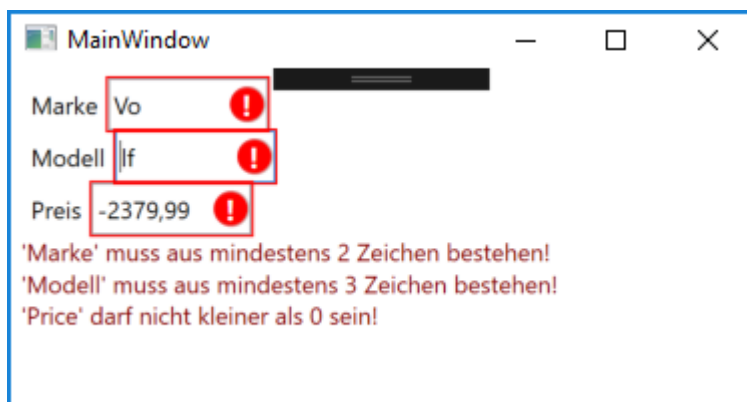 MainWindow
Marke Vo
Modell lf
Preis -2379,99
'Marke' muss aus mindestens 2 Zeichen bestehen!
'Modell' muss aus mindestens 3 Zeichen bestehen!
'Price' darf nicht kleiner als 0 sein!